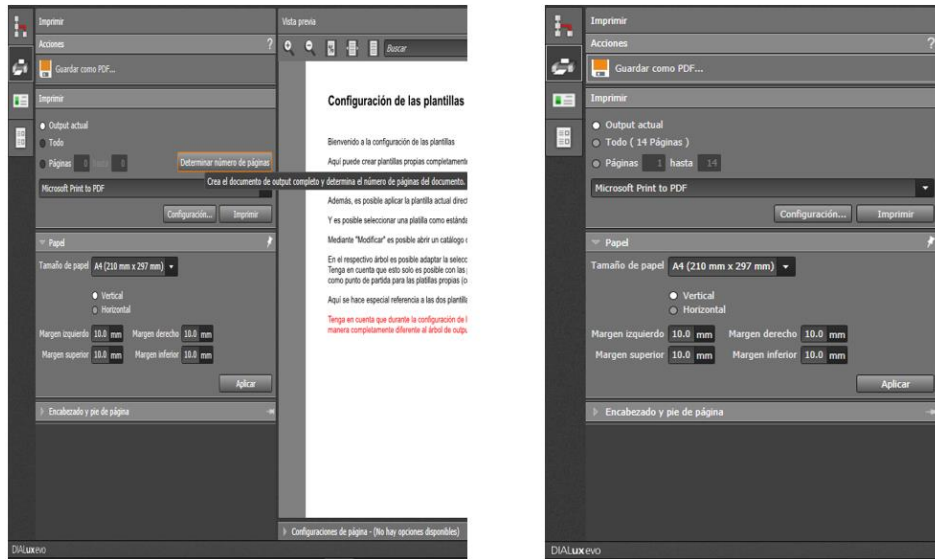 Imprimir
Acciones ?
Guardar como PDF...
Imprimir
Output actual
Todo
Páginas 0 hasta 0 Determinar número de páginas
Crea el documento de output completo y determina el número de páginas del documento.
Microsoft Print to PDF
Configuración... Imprimir
Papel
Tamaño de papel A4 (210 mm x 297 mm)
Vertical
Horizontal
Margen izquierdo 10.0 mm Margen derecho 10.0 mm
Margen superior 10.0 mm Margen inferior 10.0 mm
Aplicar
Encabezado y pie de página
DIALux evo
Vista previa
Buscar
Configuración de las plantillas
Bienvenido a la configuración de las plantillas
Aquí puede crear plantillas propias completamente
Además, es posible aplicar la plantilla actual direct
Y es posible seleccionar una platilla como estánda
Mediante "Modificar" es posible abrir un catálogo
En el respectivo árbol es posible adaptar la selecc
Tenga en cuenta que esto solo es posible con las
como punto de partida para las platillas propias
Aquí se hace especial referencia a las dos plantill
Tenga en cuenta que durante la configuración de
manera completamente diferente al árbol de outpu
Configuraciones de página - (No hay opciones disponibles)
Imprimir
Acciones ?
Guardar como PDF...
Imprimir
Output actual
Todo ( 14 Páginas )
Páginas 1 hasta 14
Microsoft Print to PDF
Configuración... Imprimir
Papel
Tamaño de papel A4 (210 mm x 297 mm)
Vertical
Horizontal
Margen izquierdo 10.0 mm Margen derecho 10.0 mm
Margen superior 10.0 mm Margen inferior 10.0 mm
Aplicar
Encabezado y pie de página
DIALux evo